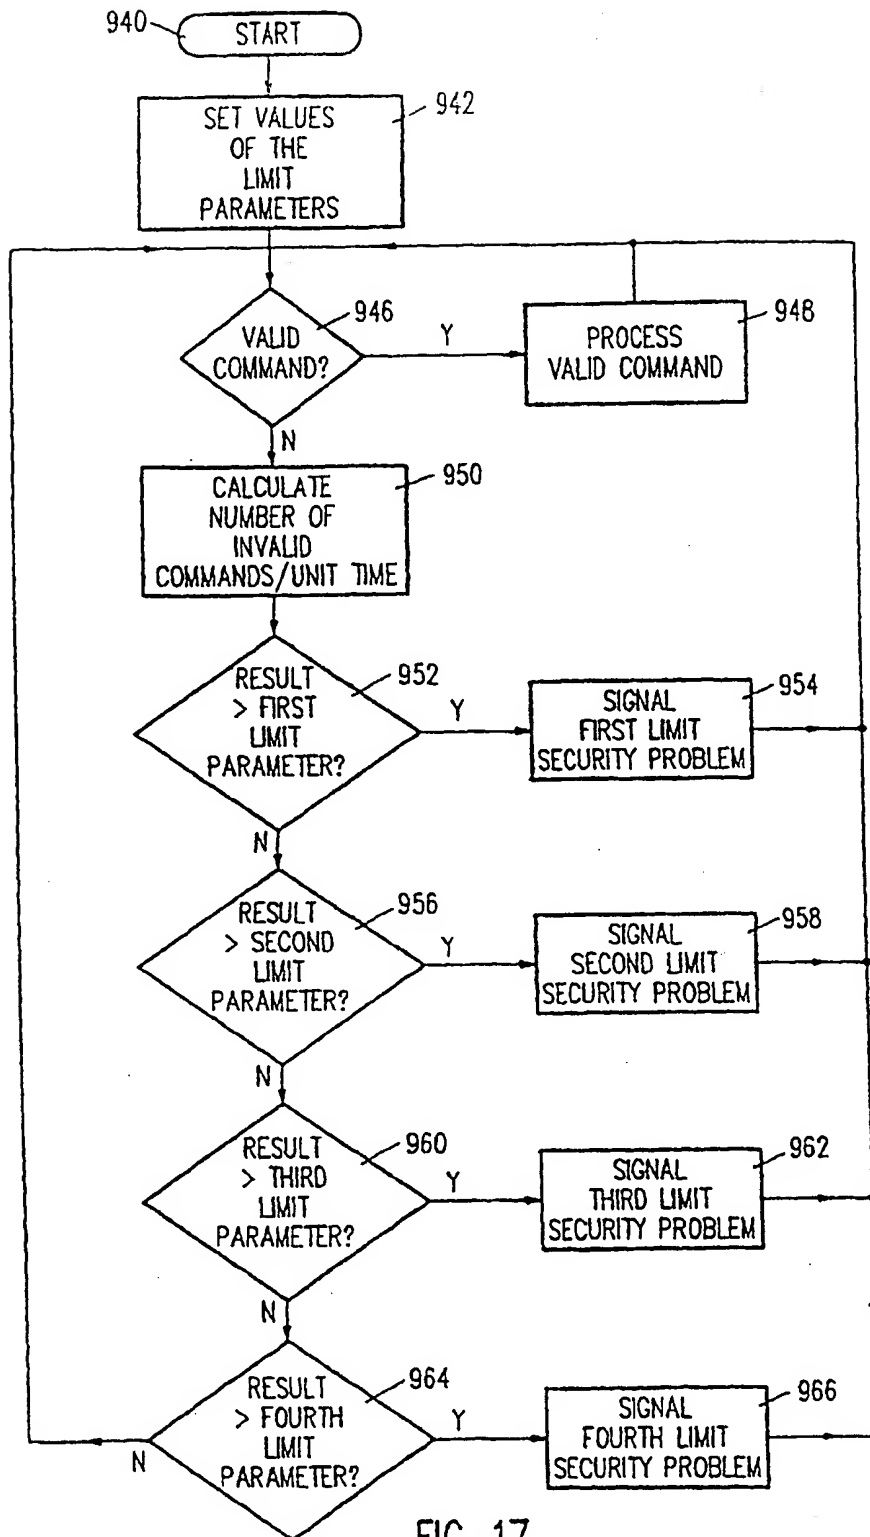 940
START
942
SET VALUES
OF THE
LIMIT
PARAMETERS
946
VALID
COMMAND?
Y
948
PROCESS
VALID COMMAND
N
950
CALCULATE
NUMBER OF
INVALID
COMMANDS/UNIT TIME
952
RESULT
> FIRST
LIMIT
PARAMETER?
Y
954
SIGNAL
FIRST LIMIT
SECURITY PROBLEM
N
956
RESULT
> SECOND
LIMIT
PARAMETER?
Y
958
SIGNAL
SECOND LIMIT
SECURITY PROBLEM
N
960
RESULT
> THIRD
LIMIT
PARAMETER?
Y
962
SIGNAL
THIRD LIMIT
SECURITY PROBLEM
N
964
RESULT
> FOURTH
LIMIT
PARAMETER?
N
Y
966
SIGNAL
FOURTH LIMIT
SECURITY PROBLEM
FIG. 17